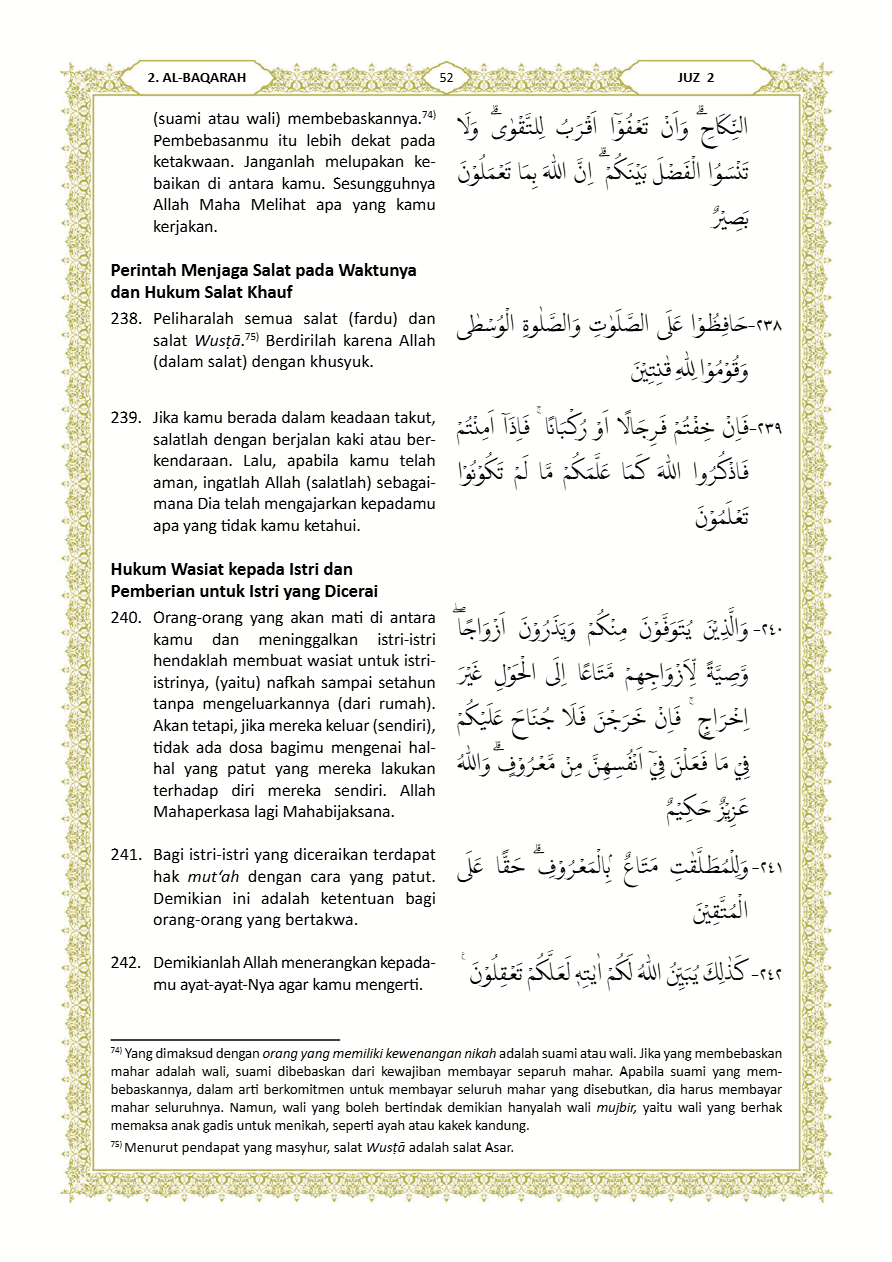 2. AL-BAQARAH
52
JUZ 2
(suami atau wali) membebaskannya.74)
Pembebasanmu itu lebih dekat pada
ketakwaan. Janganlah melupakan ke-
baikan di antara kamu. Sesungguhnya
Allah Maha Melihat apa yang kamu
kerjakan.
النِّكَاحِۗ وَاَنْ تَعْفُوْٓا اَقْرَبُ لِلتَّقْوٰىۗ وَلَا
تَنْسَوُا الْفَضْلَ بَيْنَكُمْۗ اِنَّ اللّٰهَ بِمَا تَعْمَلُوْنَ
بَصِيْرٌ
Perintah Menjaga Salat pada Waktunya
dan Hukum Salat Khauf
238. Peliharalah semua salat (fardu) dan
salat Wusṭā.75) Berdirilah karena Allah
(dalam salat) dengan khusyuk.
٢٣٨-حَافِظُوْا عَلَى الصَّلَوٰتِ وَالصَّلٰوةِ الْوُسْطٰى
وَقُوْمُوْا لِلّٰهِ قٰنِتِيْنَ
239. Jika kamu berada dalam keadaan takut,
salatlah dengan berjalan kaki atau ber-
kendaraan. Lalu, apabila kamu telah
aman, ingatlah Allah (salatlah) sebagai-
mana Dia telah mengajarkan kepadamu
apa yang tidak kamu ketahui.
٢٣٩-فَاِنْ خِفْتُمْ فَرِجَالًا اَوْ رُكْبَانًا ۚ فَاِذَآ اَمِنْتُمْ
فَاذْكُرُوا اللّٰهَ كَمَا عَلَّمَكُمْ مَّا لَمْ تَكُوْنُوْا
تَعْلَمُوْنَ
Hukum Wasiat kepada Istri dan
Pemberian untuk Istri yang Dicerai
240. Orang-orang yang akan mati di antara
kamu dan meninggalkan istri-istri
hendaklah membuat wasiat untuk istri-
istrinya, (yaitu) nafkah sampai setahun
tanpa mengeluarkannya (dari rumah).
Akan tetapi, jika mereka keluar (sendiri),
tidak ada dosa bagimu mengenai hal-
hal yang patut yang mereka lakukan
terhadap diri mereka sendiri. Allah
Mahaperkasa lagi Mahabijaksana.
٢٤٠- وَالَّذِيْنَ يُتَوَفَّوْنَ مِنْكُمْ وَيَذَرُوْنَ اَزْوَاجًاۖ
وَّصِيَّةً لِّاَزْوَاجِهِمْ مَّتَاعًا اِلَى الْحَوْلِ غَيْرَ
اِخْرَاجٍ ۚ فَاِنْ خَرَجْنَ فَلَا جُنَاحَ عَلَيْكُمْ
فِيْ مَا فَعَلْنَ فِيْٓ اَنْفُسِهِنَّ مِنْ مَّعْرُوْفٍۗ وَاللّٰهُ
عَزِيْزٌ حَكِيْمٌ
241. Bagi istri-istri yang diceraikan terdapat
hak mut‘ah dengan cara yang patut.
Demikian ini adalah ketentuan bagi
orang-orang yang bertakwa.
٢٤١-وَلِلْمُطَلَّقٰتِ مَتَاعٌ ۢبِالْمَعْرُوْفِۗ حَقًّا عَلَى
الْمُتَّقِيْنَ
242. Demikianlah Allah menerangkan kepada-
mu ayat-ayat-Nya agar kamu mengerti.
٢٤٢- كَذٰلِكَ يُبَيِّنُ اللّٰهُ لَكُمْ اٰيٰتِهٖ لَعَلَّكُمْ تَعْقِلُوْنَ ࣖ
74) Yang dimaksud dengan orang yang memiliki kewenangan nikah adalah suami atau wali. Jika yang membebaskan
mahar adalah wali, suami dibebaskan dari kewajiban membayar separuh mahar. Apabila suami yang mem-
bebaskannya, dalam arti berkomitmen untuk membayar seluruh mahar yang disebutkan, dia harus membayar
mahar seluruhnya. Namun, wali yang boleh bertindak demikian hanyalah wali mujbir, yaitu wali yang berhak
memaksa anak gadis untuk menikah, seperti ayah atau kakek kandung.
75) Menurut pendapat yang masyhur, salat Wusṭā adalah salat Asar.